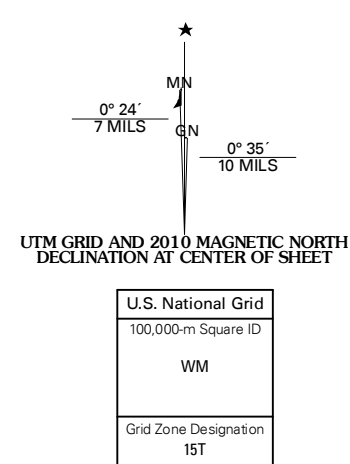 MN
0° 24´
7 MILS
GN
0° 35´
10 MILS
UTM GRID AND 2010 MAGNETIC NORTH
DECLINATION AT CENTER OF SHEET
U.S. National Grid
100,000-m Square ID
WM
Grid Zone Designation
15T